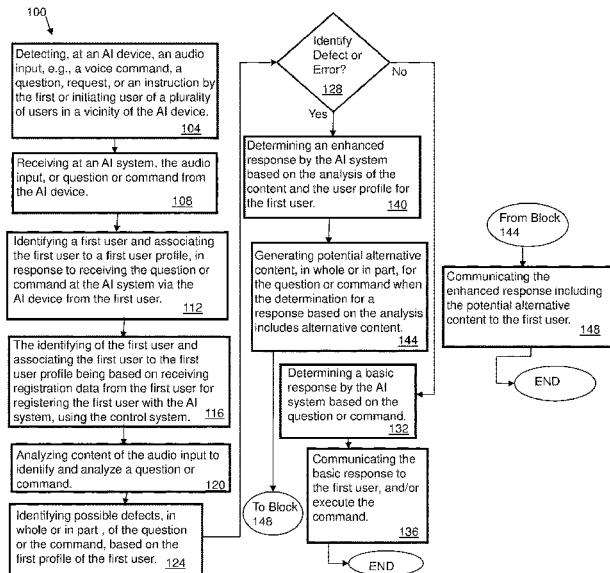 100
Detecting, at an AI device, an audio
input, e.g., a voice command, a
question, request, or an instruction by
the first or initiating user of a plurality
of users in a vicinity of the AI device.
104
Receiving at an AI system, the audio
input, or question or command from
the AI device.
108
Identifying a first user and associating
the first user to a first user profile, in
response to receiving the question or
command at the AI system via the
AI device from the first user.
112
The identifying of the first user and
associating the first user to the first
user profile being based on receiving
registration data from the first user for
registering the first user with the AI
system, using the control system.
116
Analyzing content of the audio input
to identify and analyze a question or
command.
120
Identifying possible defects, in
whole or in part , of the question
or the command, based on the
first profile of the first user.
124
Identify
Defect or
Error?
128
No
Yes
Determining an enhanced
response by the AI system
based on the analysis of the
content and the user profile for
the first user.
140
Generating potential alternative
content, in whole or in part, for
the question or command when
the determination for a
response based on the analysis
includes alternative content.
144
Determining a basic
response by the AI
system based on the
question or command.
132
Communicating the
basic response to
the first user, and/or
execute the
command.
136
END
To Block
148
From Block
144
Communicating the
enhanced response including
the potential alternative
content to the first user.
148
END